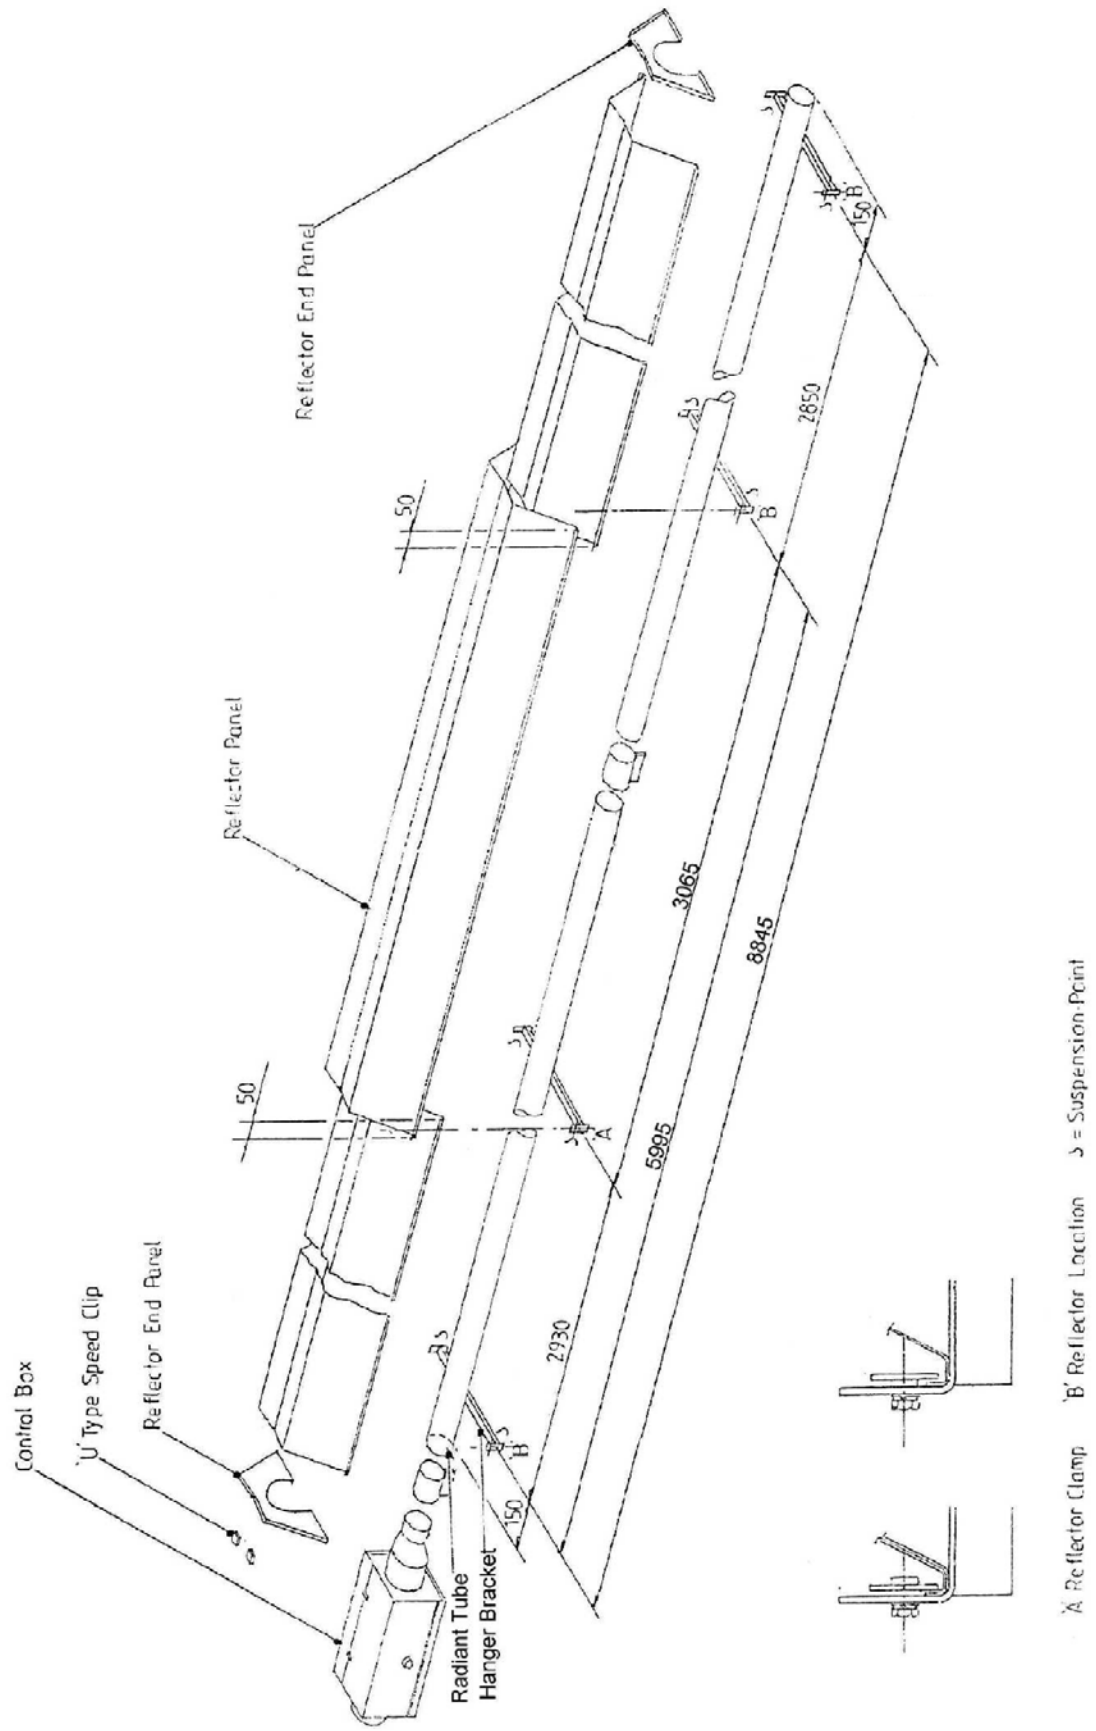 Control Box
'U' Type Speed Clip
Reflector End Panel
Reflector Panel
Reflector End Panel
50
50
Radiant Tube
Hanger Bracket
S
S
'B'
S
S
'A'
S
S
'B'
S
S
'B'
150
2930
3065
2850
150
5995
8845
'A' Reflector Clamp
'B' Reflector Location
S = Suspension-Point